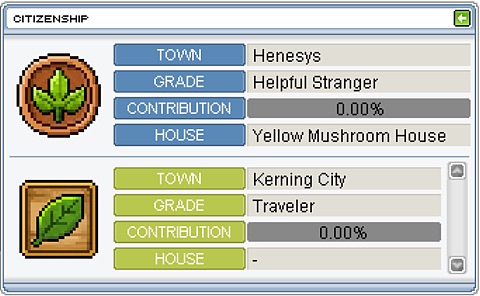 CITIZENSHIP
TOWN Henesys
GRADE Helpful Stranger
CONTRIBUTION 0.00%
HOUSE Yellow Mushroom House
TOWN Kerning City
GRADE Traveler
CONTRIBUTION 0.00%
HOUSE -